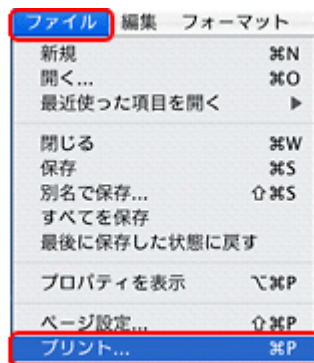 ファイル 編集 フォーマット
新規 ⌘N
開く... ⌘O
最近使った項目を開く ▶
閉じる ⌘W
保存 ⌘S
別名で保存... ⇧⌘S
すべてを保存
最後に保存した状態に戻す
プロパティを表示 ⌥⌘P
ページ設定... ⇧⌘P
プリント... ⌘P